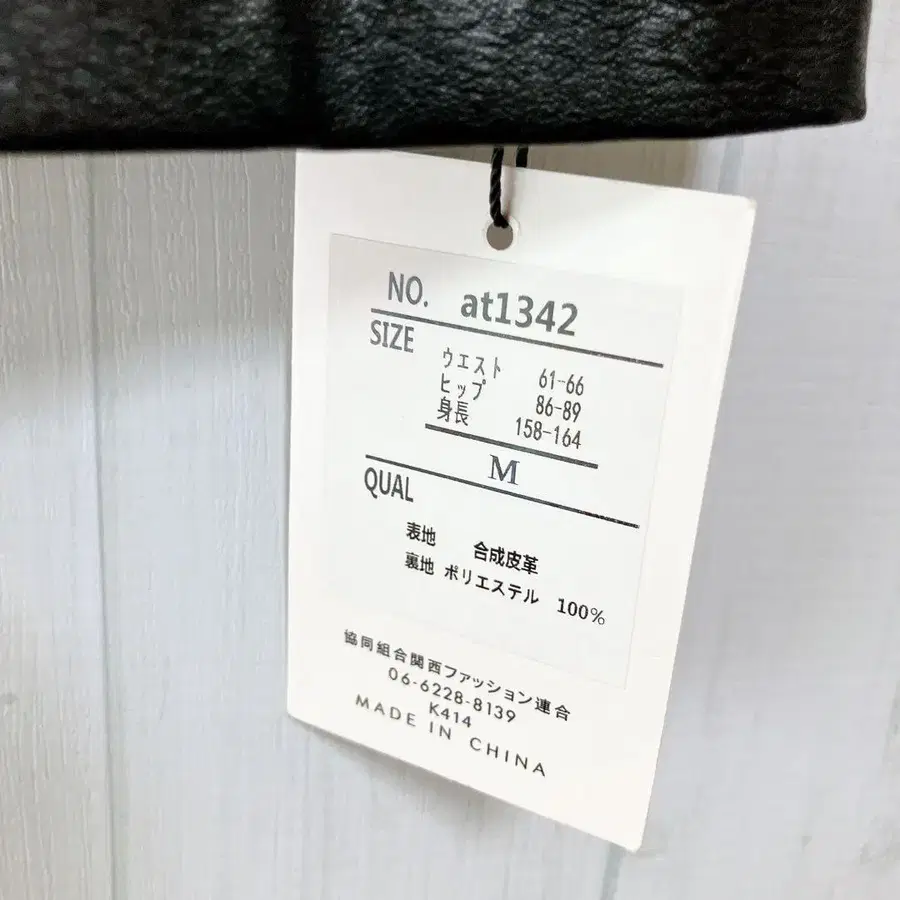 NO. at1342
SIZE
ウエスト 61-66
ヒップ 86-89
身長 158-164
M
QUAL
表地 合成皮革
裏地 ポリエステル 100%
協同組合関西ファッション連合
06-6228-8139
K414
MADE IN CHINA